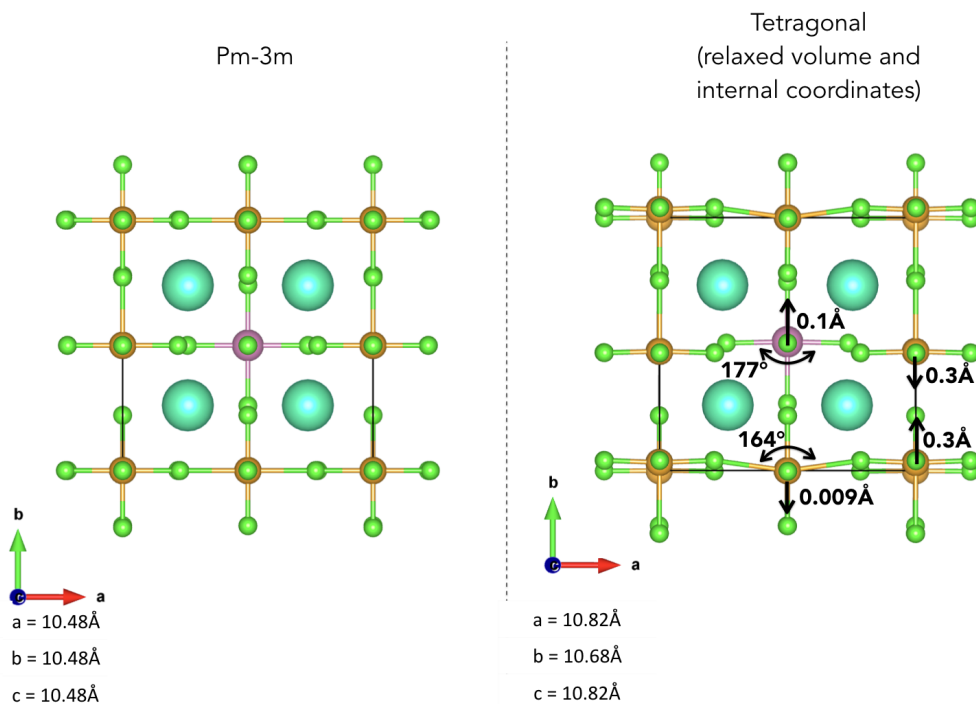 Pm-3m
Tetragonal
(relaxed volume and
internal coordinates)
0.1Å
177°
0.3Å
0.3Å
164°
0.009Å
b
c
a
a = 10.48Å
b = 10.48Å
c = 10.48Å
b
c
a
a = 10.82Å
b = 10.68Å
c = 10.82Å